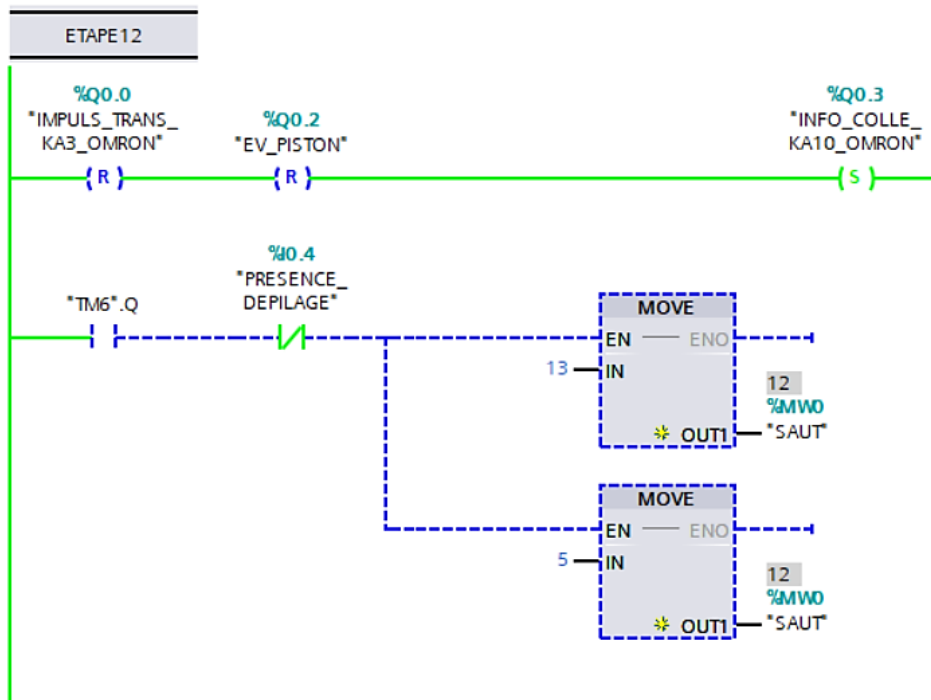 ETAPE12
%Q0.0
"IMPULS_TRANS_
KA3_OMRON"
R
%Q0.2
"EV_PISTON"
R
%Q0.3
"INFO_COLLE_
KA10_OMRON"
S
"TM6".Q
%I0.4
"PRESENCE_
DEPILAGE"
MOVE
EN ENO
13 IN
OUT1
12
%MW0
"SAUT"
MOVE
EN ENO
5 IN
OUT1
12
%MW0
"SAUT"